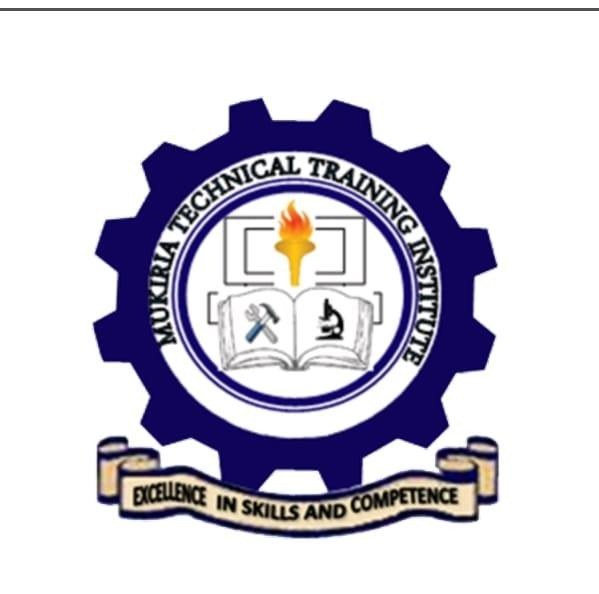 MUKIRIA TECHNICAL TRAINING INSTITUTE
EXCELLENCE IN SKILLS AND COMPETENCE